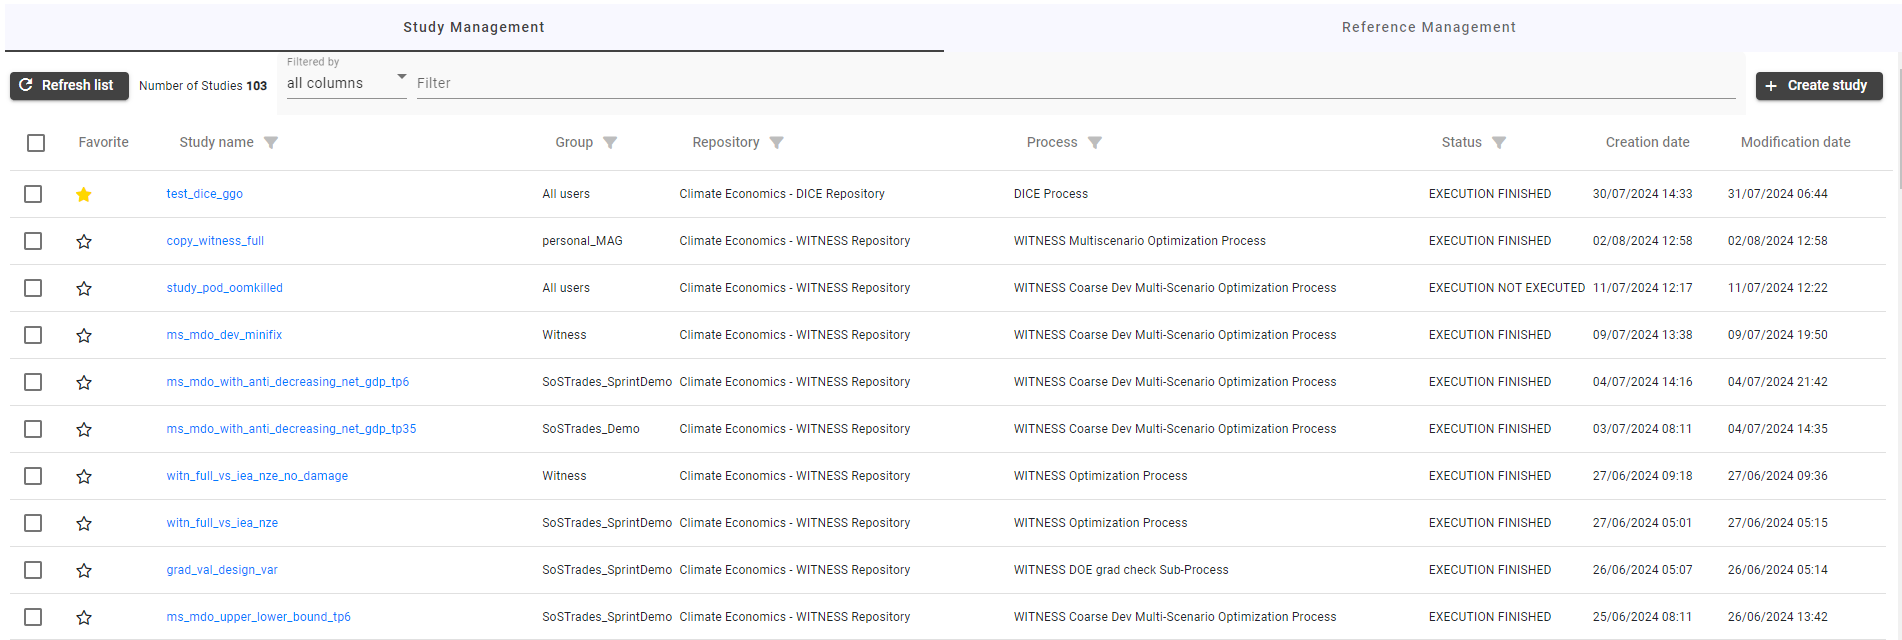 Study Management Reference Management
Filtered by
Refresh list Number of Studies 103 all columns Filter + Create study
Favorite Study name Group Repository Process Status Creation date Modification date
test_dice_ggo All users Climate Economics - DICE Repository DICE Process EXECUTION FINISHED 30/07/2024 14:33 31/07/2024 06:44
copy_witness_full personal_MAG Climate Economics - WITNESS Repository WITNESS Multiscenario Optimization Process EXECUTION FINISHED 02/08/2024 12:58 02/08/2024 12:58
study_pod_oomkilled All users Climate Economics - WITNESS Repository WITNESS Coarse Dev Multi-Scenario Optimization Process EXECUTION NOT EXECUTED 11/07/2024 12:17 11/07/2024 12:22
ms_mdo_dev_minifix Witness Climate Economics - WITNESS Repository WITNESS Coarse Dev Multi-Scenario Optimization Process EXECUTION FINISHED 09/07/2024 13:38 09/07/2024 19:50
ms_mdo_with_anti_decreasing_net_gdp_tp6 SoSTrades_SprintDemo Climate Economics - WITNESS Repository WITNESS Coarse Dev Multi-Scenario Optimization Process EXECUTION FINISHED 04/07/2024 14:16 04/07/2024 21:42
ms_mdo_with_anti_decreasing_net_gdp_tp35 SoSTrades_Demo Climate Economics - WITNESS Repository WITNESS Coarse Dev Multi-Scenario Optimization Process EXECUTION FINISHED 03/07/2024 08:11 04/07/2024 14:35
witn_full_vs_iea_nze_no_damage Witness Climate Economics - WITNESS Repository WITNESS Optimization Process EXECUTION FINISHED 27/06/2024 09:18 27/06/2024 09:36
witn_full_vs_iea_nze SoSTrades_SprintDemo Climate Economics - WITNESS Repository WITNESS Optimization Process EXECUTION FINISHED 27/06/2024 05:01 27/06/2024 05:15
grad_val_design_var SoSTrades_SprintDemo Climate Economics - WITNESS Repository WITNESS DOE grad check Sub-Process EXECUTION FINISHED 26/06/2024 05:07 26/06/2024 05:14
ms_mdo_upper_lower_bound_tp6 SoSTrades_SprintDemo Climate Economics - WITNESS Repository WITNESS Coarse Dev Multi-Scenario Optimization Process EXECUTION FINISHED 25/06/2024 08:11 26/06/2024 13:42